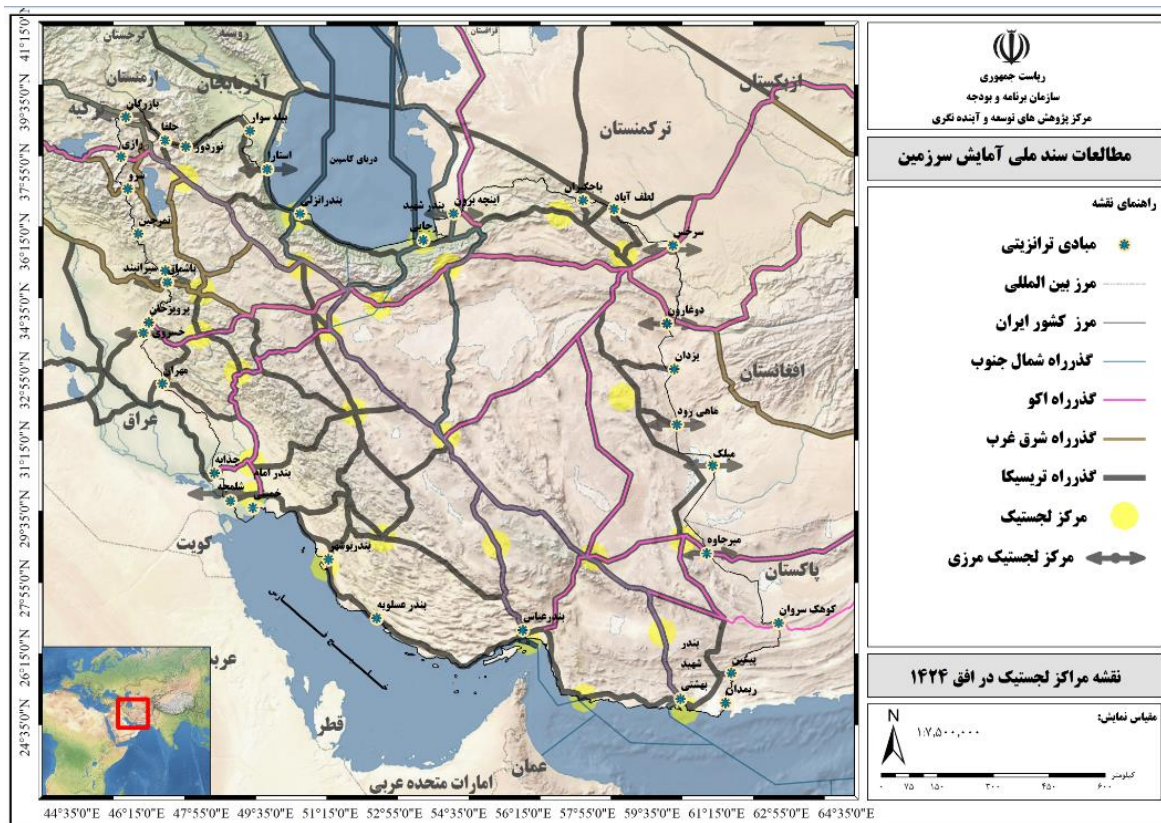 ریاست جمهوری
سازمان برنامه و بودجه
مرکز پژوهش های توسعه و آینده نگری
مطالعات سند ملی آمایش سرزمین
راهنمای نقشه
مبادی ترانزیتی
مرز بین المللی
مرز کشور ایران
گذرراه شمال جنوب
گذرراه اکو
گذرراه شرق غرب
گذرراه تریسیکا
مرکز لجستیک
مرکز لجستیک مرزی
نقشه مراکز لجستیک در افق ۱۴۲۴
مقیاس نمایش:
N
۱:۷,۵۰۰,۰۰۰
کیلومتر
۰ ۷۵ ۱۵۰ ۳۰۰ ۴۵۰ ۶۰۰
گرجستان
روسیه
قزاقستان
ازبکستان
ارمنستان
آذربایجان
ترکیه
ترکمنستان
بازرگان
پیله سوار
جلفا
نوردوز
رازی
آستارا
دریای کاسپین
سرو
باجگیران
لطف آباد
اینچه برون
بندر شهید
رجایی
بندرانزلی
تمرچین
سرخس
باشماق
سیرانبند
پرویزخان
خسروی
دوغارون
یزدان
افغانستان
مهران
ماهی رود
عراق
میلک
چذابه
بندر امام
خمینی
شلمچه
میرجاوه
پاکستان
کویت
بندربوشهر
بندر عسلویه
بندرعباس
کوهک سروان
بندر
شهید
بهشتی
پیشین
ریمدان
خلیج فارس
قطر
عمان
امارات متحده عربی
41°15'0"N
39°35'0"N
37°55'0"N
36°15'0"N
34°35'0"N
32°55'0"N
31°15'0"N
29°35'0"N
27°55'0"N
26°15'0"N
24°35'0"N
44°35'0"E 46°15'0"E 47°55'0"E 49°35'0"E 51°15'0"E 52°55'0"E 54°35'0"E 56°15'0"E 57°55'0"E 59°35'0"E 61°15'0"E 62°55'0"E 64°35'0"E